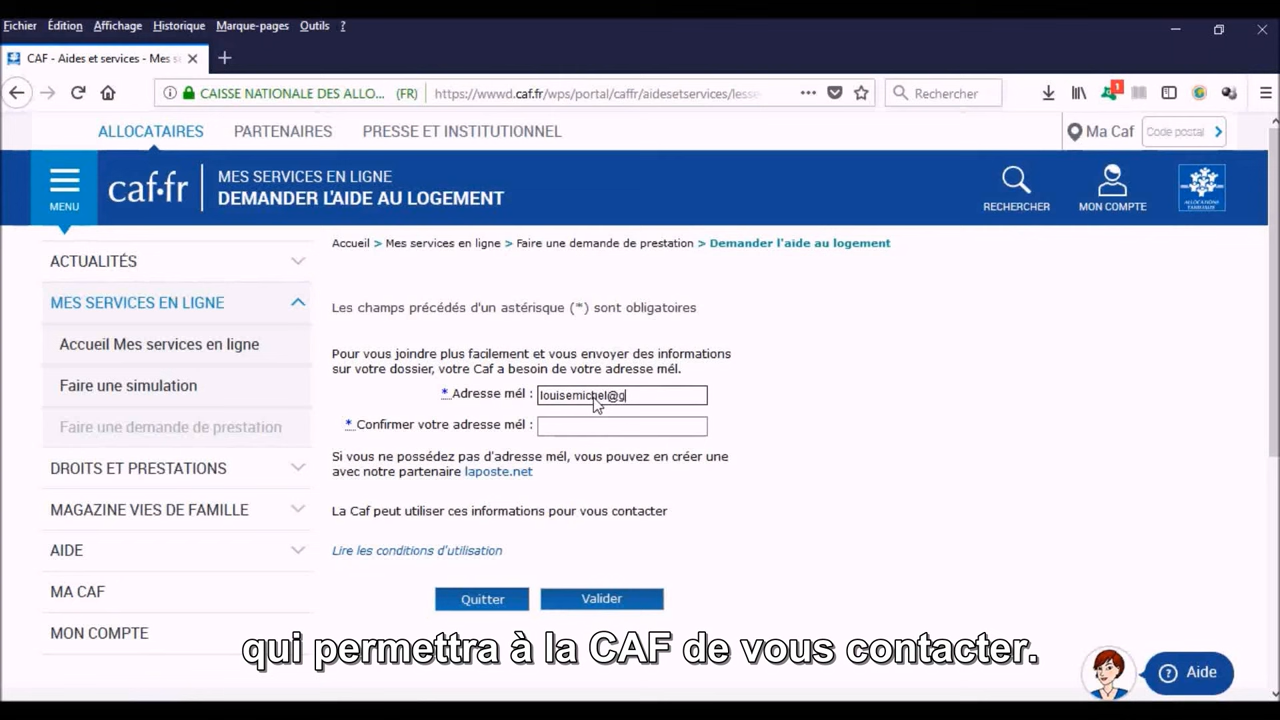 Fichier Édition Affichage Historique Marque-pages Outils ?
CAF - Aides et services - Mes s
CAISSE NATIONALE DES ALLO... (FR) https://wwwd.caf.fr/wps/portal/caffr/aidesetservices/lesse Rechercher 1
ALLOCATAIRES PARTENAIRES PRESSE ET INSTITUTIONNEL Ma Caf Code postal
MENU
caf.fr
MES SERVICES EN LIGNE
DEMANDER L'AIDE AU LOGEMENT
RECHERCHER MON COMPTE
ALLOCATIONS
FAMILIALES
Accueil > Mes services en ligne > Faire une demande de prestation > Demander l'aide au logement
ACTUALITÉS
MES SERVICES EN LIGNE
Accueil Mes services en ligne
Faire une simulation
Faire une demande de prestation
DROITS ET PRESTATIONS
MAGAZINE VIES DE FAMILLE
AIDE
MA CAF
MON COMPTE
Les champs précédés d'un astérisque (*) sont obligatoires
Pour vous joindre plus facilement et vous envoyer des informations
sur votre dossier, votre Caf a besoin de votre adresse mél.
* Adresse mél : louisemichel@g
* Confirmer votre adresse mél :
Si vous ne possédez pas d'adresse mél, vous pouvez en créer une
avec notre partenaire laposte.net
La Caf peut utiliser ces informations pour vous contacter
Lire les conditions d'utilisation
Quitter Valider
qui permettra à la CAF de vous contacter.
? Aide